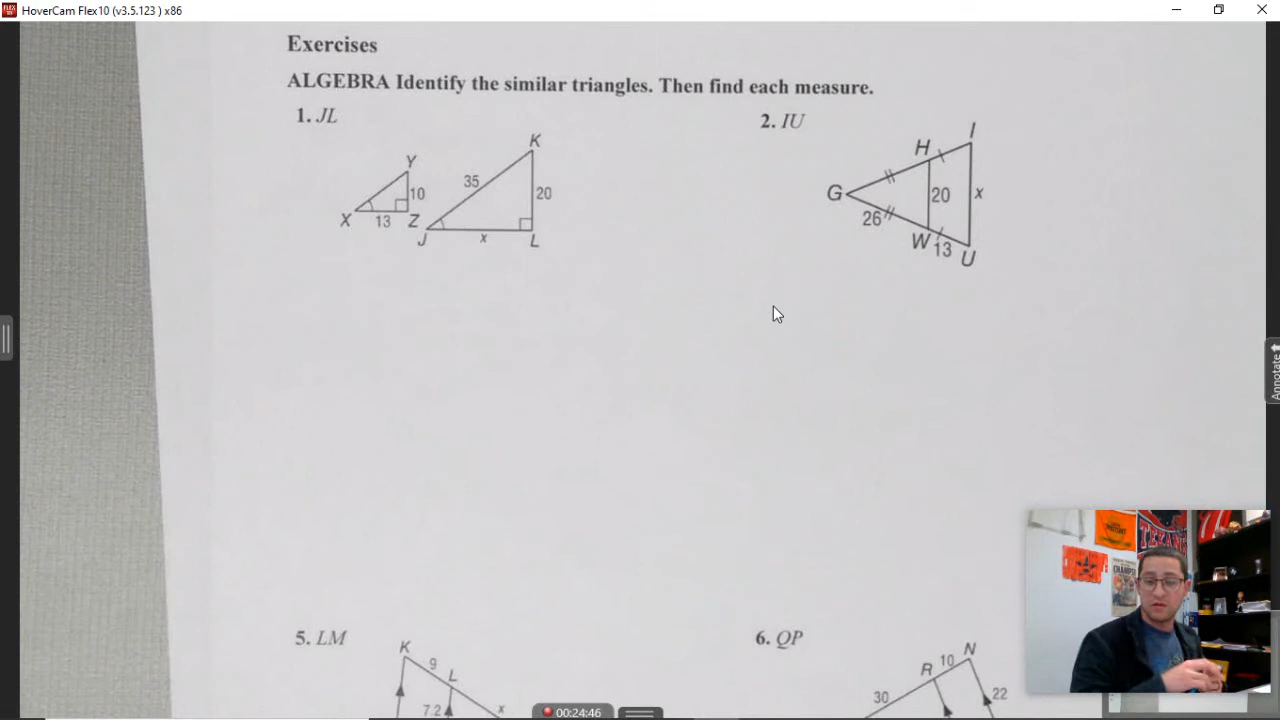 HoverCam Flex10 (v3.5.123 ) x86
Exercises
ALGEBRA Identify the similar triangles. Then find each measure.
1. JL
Y
10
X
13
Z
K
35
20
J
x
L
2. IU
I
H
G
20
x
26
W
13
U
Annotate
TEXANS
5. LM
K
9
L
7.2
x
6. QP
N
10
R
30
22
00:24:46